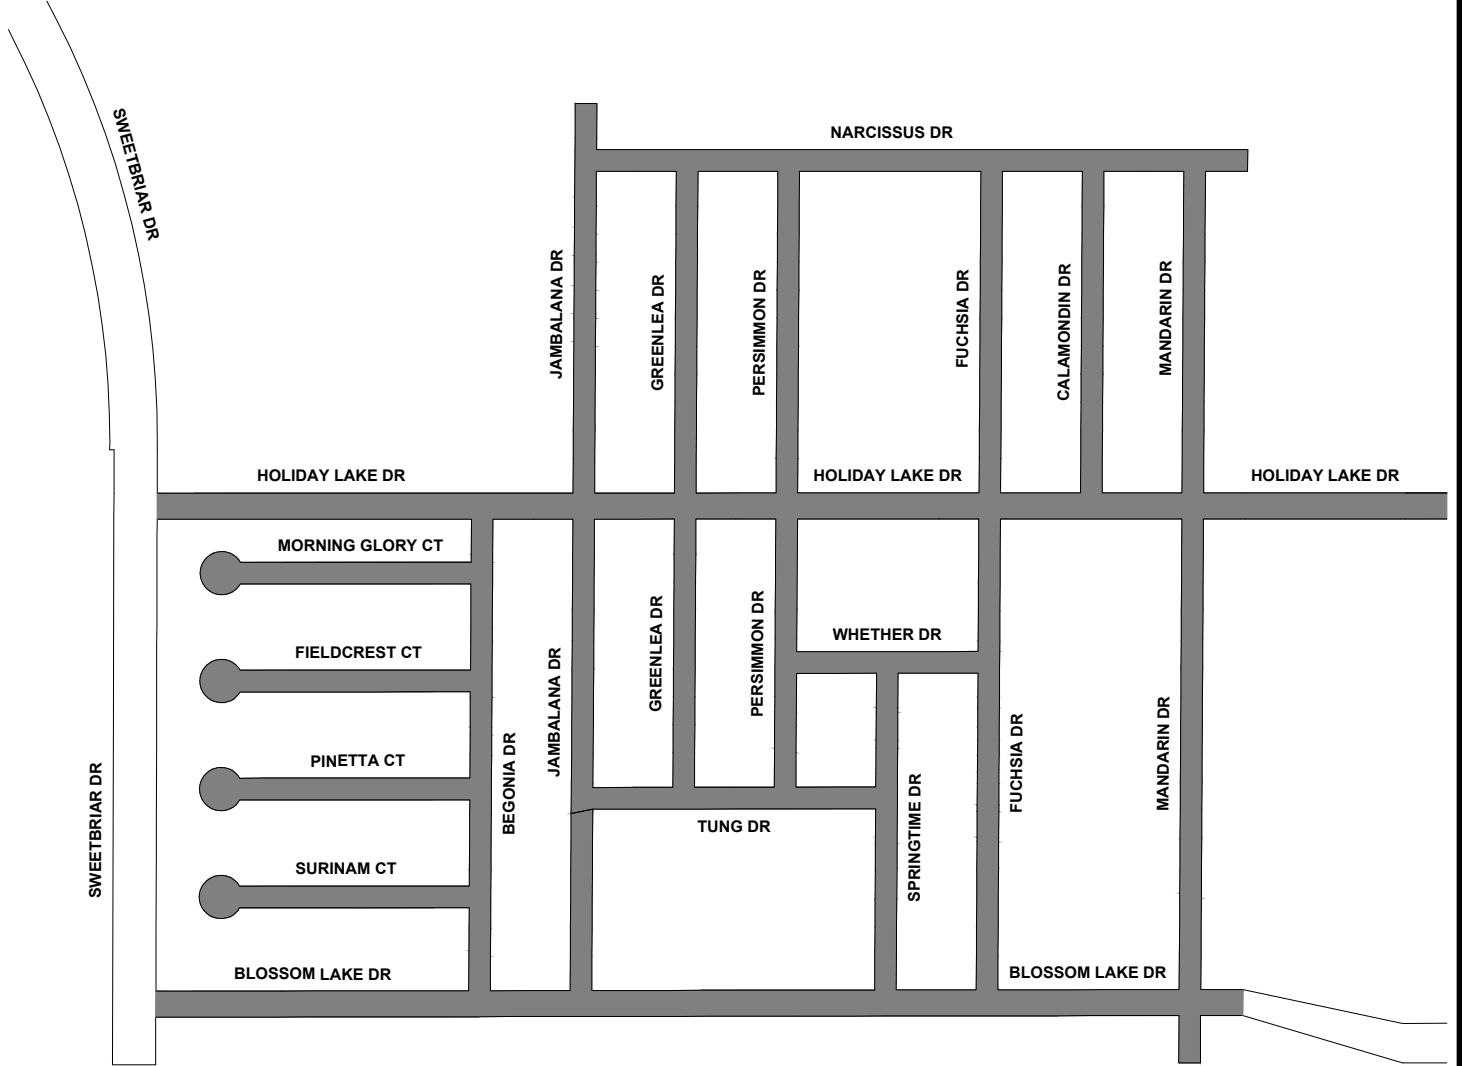 SWEETBRIAR DR
NARCISSUS DR
JAMBALANA DR
GREENLEA DR
PERSIMMON DR
FUCHSIA DR
CALAMONDIN DR
MANDARIN DR
HOLIDAY LAKE DR
HOLIDAY LAKE DR
HOLIDAY LAKE DR
MORNING GLORY CT
FIELDCREST CT
PINETTA CT
SURINAM CT
BEGONIA DR
JAMBALANA DR
GREENLEA DR
PERSIMMON DR
WHETHER DR
TUNG DR
SPRINGTIME DR
FUCHSIA DR
MANDARIN DR
SWEETBRIAR DR
BLOSSOM LAKE DR
BLOSSOM LAKE DR